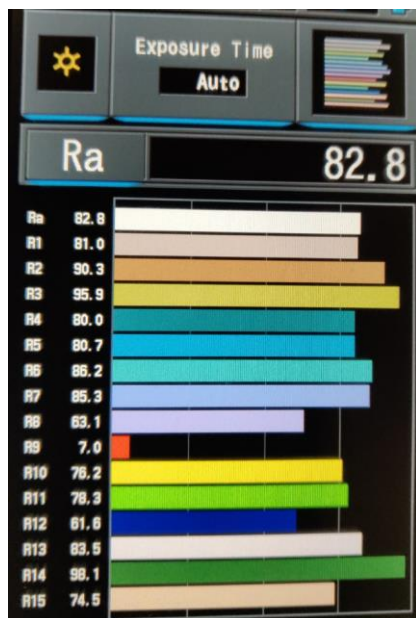 Exposure Time
Auto
Ra 82.8
Ra 82.8
R1 81.0
R2 90.3
R3 95.9
R4 80.0
R5 80.7
R6 86.2
R7 85.3
R8 63.1
R9 7.0
R10 76.2
R11 78.3
R12 61.6
R13 83.5
R14 98.1
R15 74.5